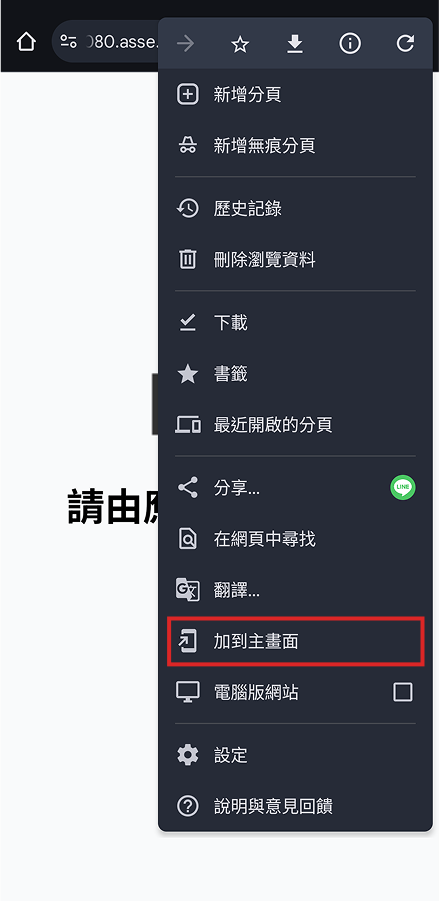 080.asse.
新增分頁
新增無痕分頁
歷史記錄
刪除瀏覽資料
下載
書籤
最近開啟的分頁
分享...
LINE
在網頁中尋找
請由
翻譯...
加到主畫面
電腦版網站
設定
說明與意見回饋